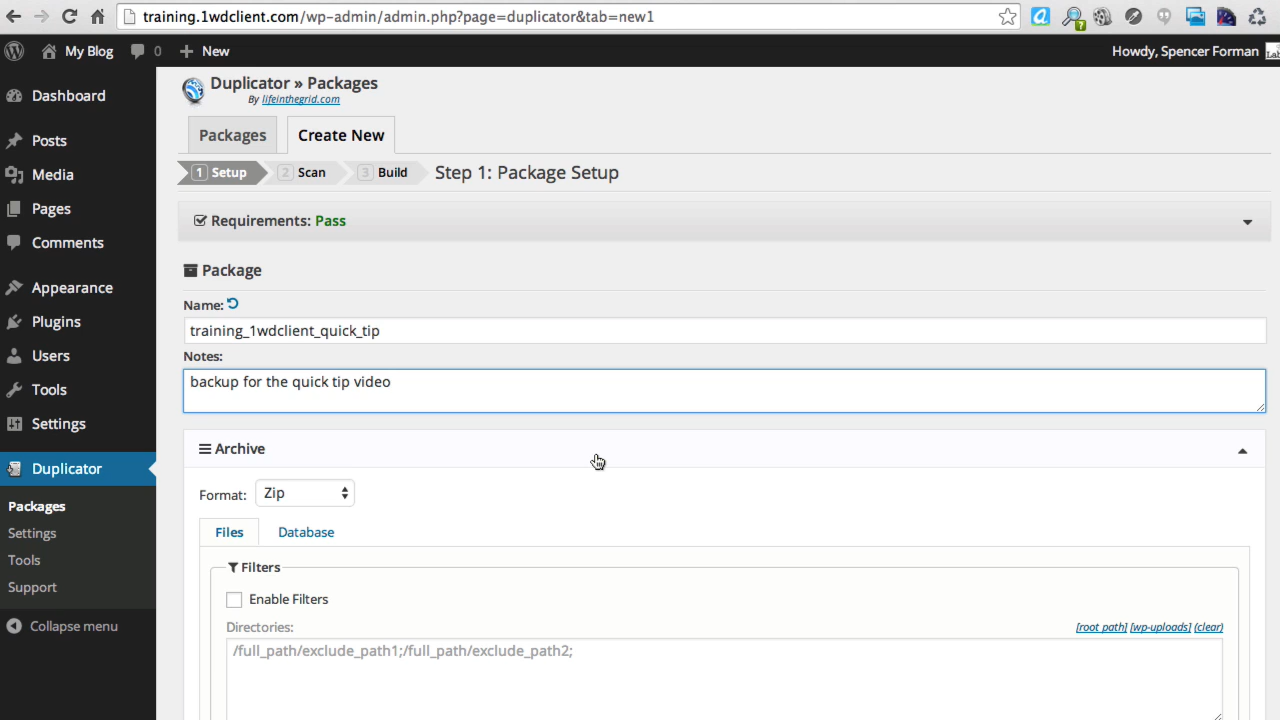 training.1wdclient.com/wp-admin/admin.php?page=duplicator&tab=new1
My Blog 0 New
Howdy, Spencer Forman
Dashboard
Posts
Media
Pages
Comments
Appearance
Plugins
Users
Tools
Settings
Duplicator
Packages
Settings
Tools
Support
Collapse menu
Duplicator » Packages
By lifeinthegrid.com
Packages Create New
1 Setup 2 Scan 3 Build Step 1: Package Setup
Requirements: Pass
Package
Name:
training_1wdclient_quick_tip
Notes:
backup for the quick tip video
Archive
Format: Zip
Files Database
Filters
Enable Filters
Directories: [root path] [wp-uploads] (clear)
/full_path/exclude_path1;/full_path/exclude_path2;